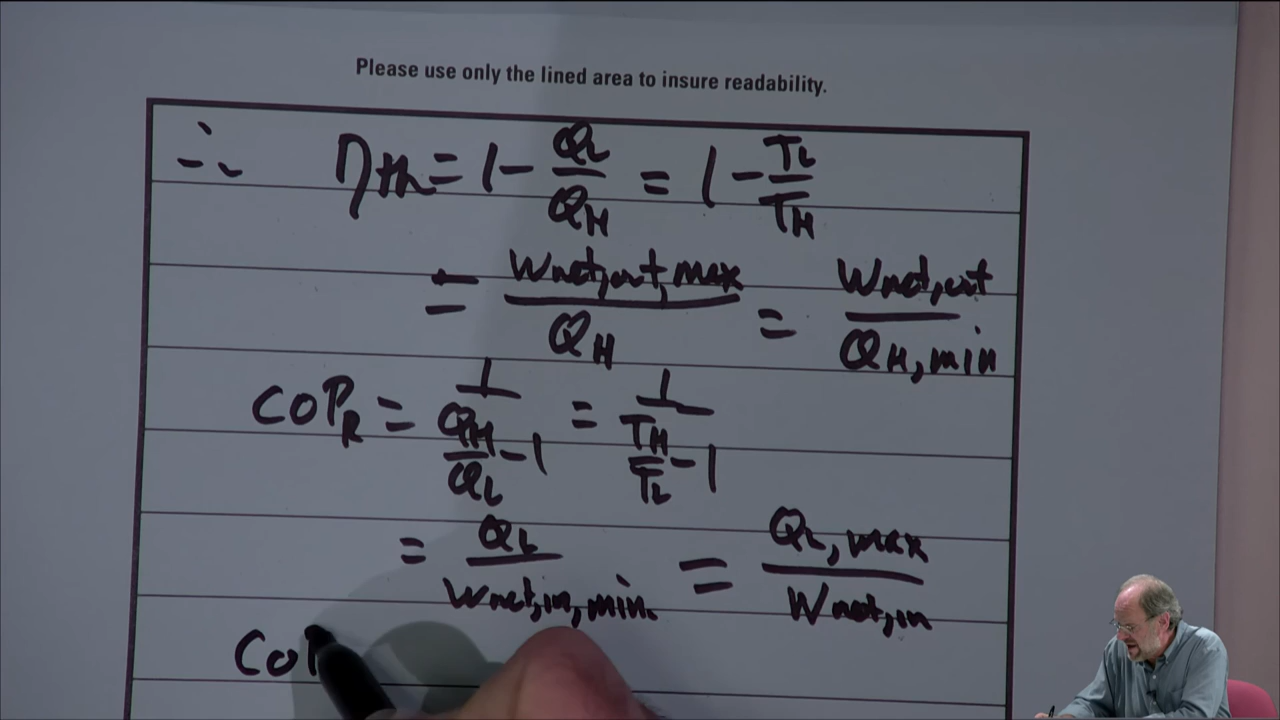 Please use only the lined area to insure readability.
∴ ηth = 1 - QL/QH = 1 - TL/TH
= Wnet,out,max/QH = Wnet,out/QH,min
COPR = 1/(QH/QL - 1) = 1/(TH/TL - 1)
= QL/Wnet,in,min. = QL,max/Wnet,in
COP